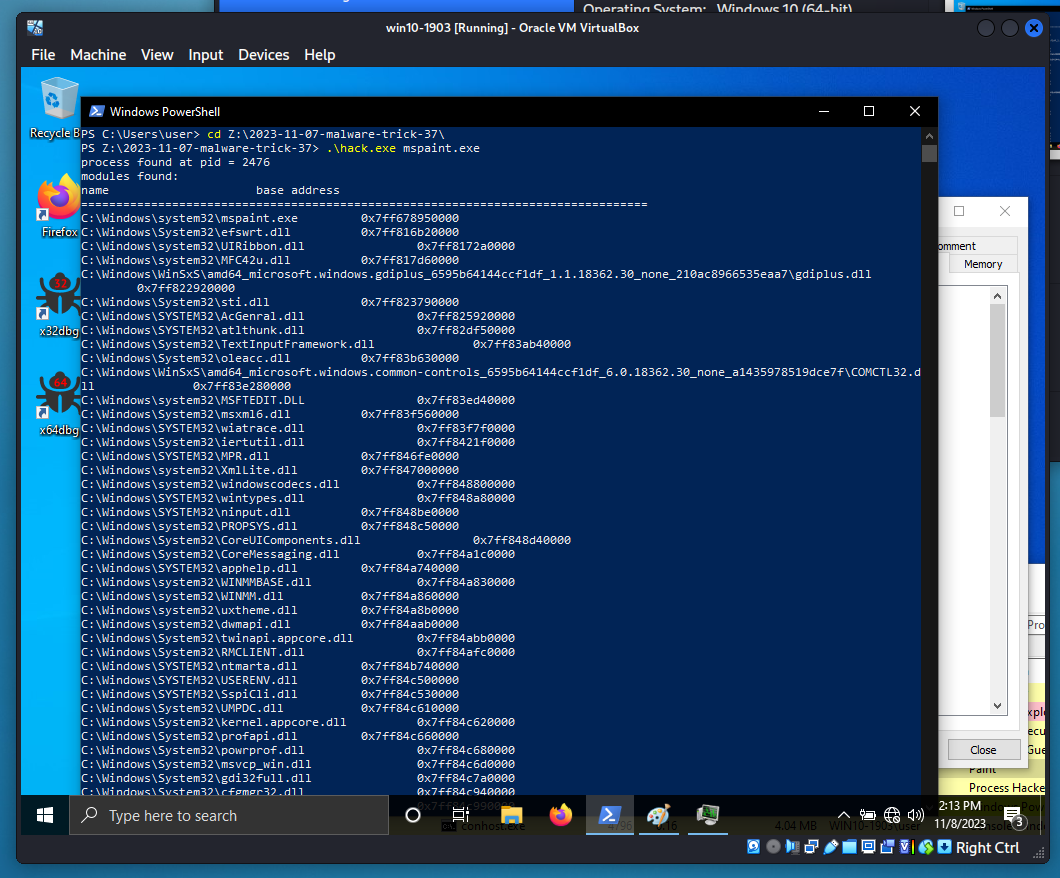 Operating System: Windows 10 (64-bit)
win10-1903 [Running] - Oracle VM VirtualBox
File Machine View Input Devices Help
Recycle B
Firefox
32
x32dbg
64
x64dbg
Windows PowerShell
PS C:\Users\user> cd Z:\2023-11-07-malware-trick-37\
PS Z:\2023-11-07-malware-trick-37> .\hack.exe mspaint.exe
process found at pid = 2476
modules found:
name base address
=================================================================================
C:\Windows\system32\mspaint.exe 0x7ff678950000
C:\Windows\System32\efswrt.dll 0x7ff816b20000
C:\Windows\System32\UIRibbon.dll 0x7ff8172a0000
C:\Windows\System32\MFC42u.dll 0x7ff817d60000
C:\Windows\WinSxS\amd64_microsoft.windows.gdiplus_6595b64144ccf1df_1.1.18362.30_none_210ac8966535eaa7\gdiplus.dll
0x7ff822920000
C:\Windows\System32\sti.dll 0x7ff823790000
C:\Windows\SYSTEM32\AcGenral.dll 0x7ff825920000
C:\Windows\SYSTEM32\atlthunk.dll 0x7ff82df50000
C:\Windows\System32\TextInputFramework.dll 0x7ff83ab40000
C:\Windows\System32\oleacc.dll 0x7ff83b630000
C:\Windows\WinSxS\amd64_microsoft.windows.common-controls_6595b64144ccf1df_6.0.18362.30_none_a1435978519dce7f\COMCTL32.d
ll 0x7ff83e280000
C:\Windows\System32\MSFTEDIT.DLL 0x7ff83ed40000
C:\Windows\System32\msxml6.dll 0x7ff83f560000
C:\Windows\SYSTEM32\wiatrace.dll 0x7ff83f7f0000
C:\Windows\System32\iertutil.dll 0x7ff8421f0000
C:\Windows\SYSTEM32\MPR.dll 0x7ff846fe0000
C:\Windows\SYSTEM32\XmlLite.dll 0x7ff847000000
C:\Windows\system32\windowscodecs.dll 0x7ff848800000
C:\Windows\SYSTEM32\wintypes.dll 0x7ff848a80000
C:\Windows\SYSTEM32\ninput.dll 0x7ff848be0000
C:\Windows\system32\PROPSYS.dll 0x7ff848c50000
C:\Windows\System32\CoreUIComponents.dll 0x7ff848d40000
C:\Windows\System32\CoreMessaging.dll 0x7ff84a1c0000
C:\Windows\SYSTEM32\apphelp.dll 0x7ff84a740000
C:\Windows\SYSTEM32\WINMMBASE.dll 0x7ff84a830000
C:\Windows\system32\WINMM.dll 0x7ff84a860000
C:\Windows\system32\uxtheme.dll 0x7ff84a8b0000
C:\Windows\system32\dwmapi.dll 0x7ff84aab0000
C:\Windows\system32\twinapi.appcore.dll 0x7ff84abb0000
C:\Windows\system32\RMCLIENT.dll 0x7ff84afc0000
C:\Windows\SYSTEM32\ntmarta.dll 0x7ff84b740000
C:\Windows\SYSTEM32\USERENV.dll 0x7ff84c500000
C:\Windows\SYSTEM32\SspiCli.dll 0x7ff84c530000
C:\Windows\System32\UMPDC.dll 0x7ff84c610000
C:\Windows\System32\kernel.appcore.dll 0x7ff84c620000
C:\Windows\System32\profapi.dll 0x7ff84c660000
C:\Windows\System32\powrprof.dll 0x7ff84c680000
C:\Windows\System32\msvcp_win.dll 0x7ff84c6d0000
C:\Windows\System32\gdi32full.dll 0x7ff84c7a0000
C:\Windows\System32\cfgmgr32.dll 0x7ff84c940000
omment
Memory
Pro
xplo
ecu
Gue
Close
Paint
Process Hacke
Type here to search
conhost.exe
4.04 MB WIN10-1903\user
2:13 PM
11/8/2023
3
Right Ctrl